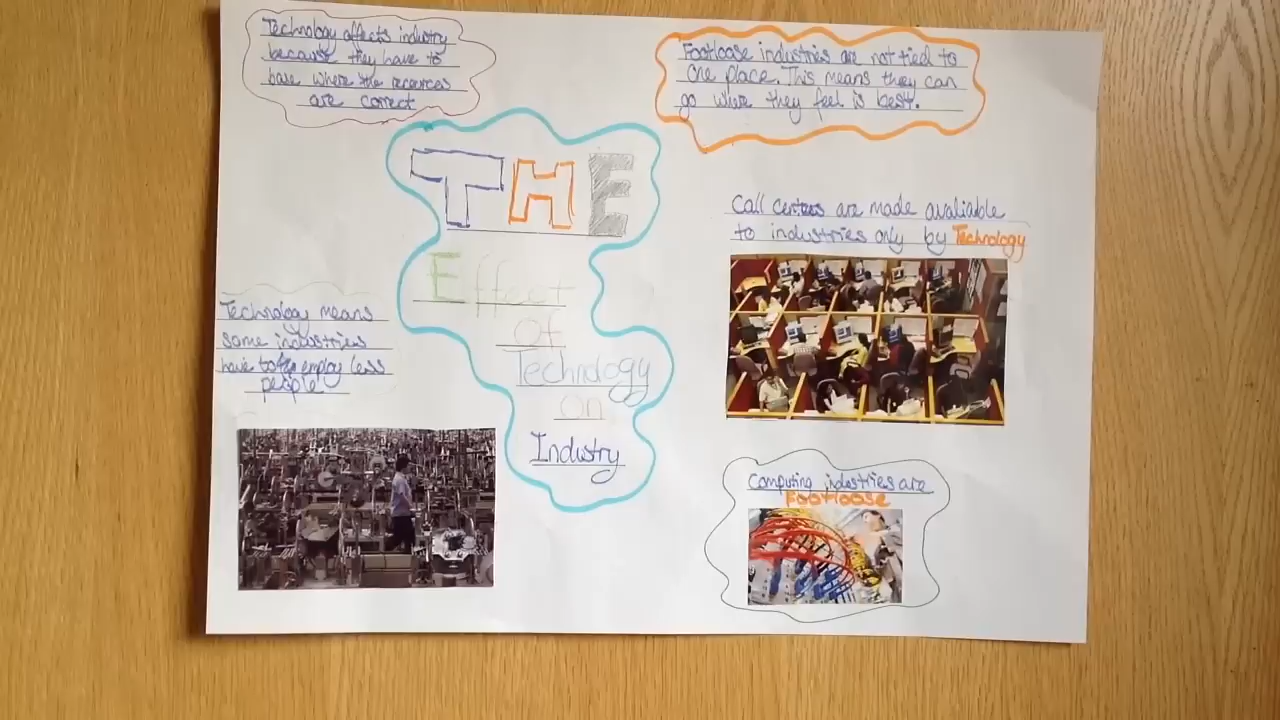 Technology affects industry
because they have to
base where the resources
are correct
Footloose industries are not tied to
one place. This means they can
go where they feel is best.
THE
Effect
of
Technology
on
Industry
Call centres are made avaliable
to industries only by Technology
Technology means
some industries
have to employ less
people
Computing industries are
Footloose